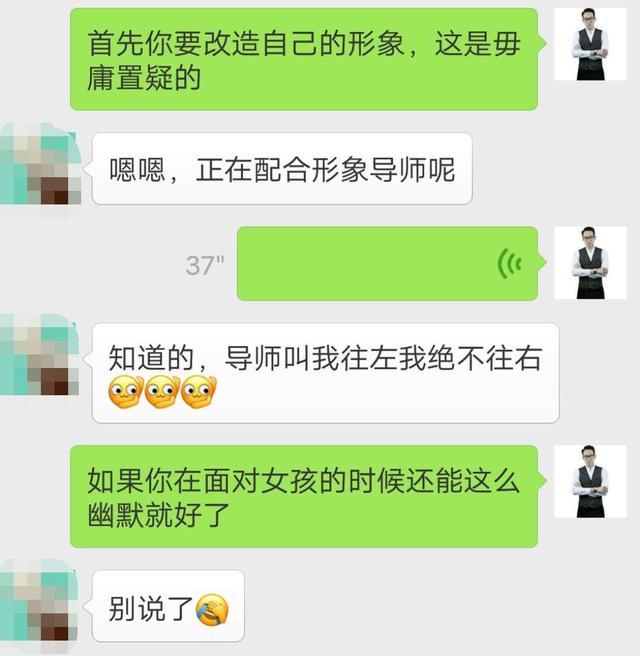 首先你要改造自己的形象，这是毋
庸置疑的
嗯嗯，正在配合形象导师呢
37"
知道的，导师叫我往左我绝不往右
如果你在面对女孩的时候还能这么
幽默就好了
别说了